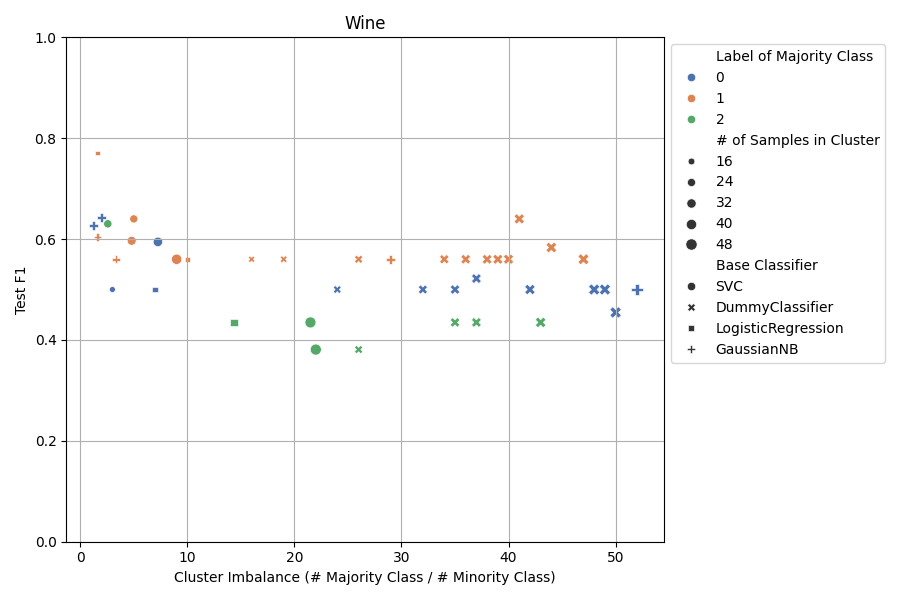 Wine
1.0
0.8
0.6
0.4
0.2
0.0
Test F1
0
10
20
30
40
50
Cluster Imbalance (# Majority Class / # Minority Class)
Label of Majority Class
0
1
2
# of Samples in Cluster
16
24
32
40
48
Base Classifier
SVC
DummyClassifier
LogisticRegression
GaussianNB